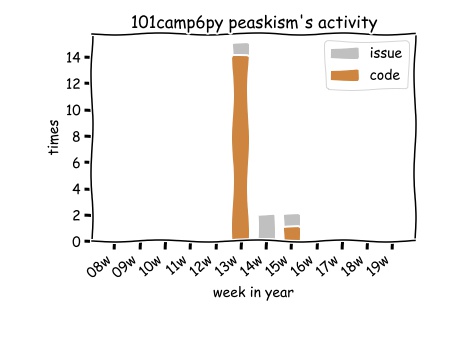 101camp6py peaskism's activity
issue
code
14
12
10
8
6
4
2
0
times
08w 09w 10w 11w 12w 13w 14w 15w 16w 17w 18w 19w
week in year